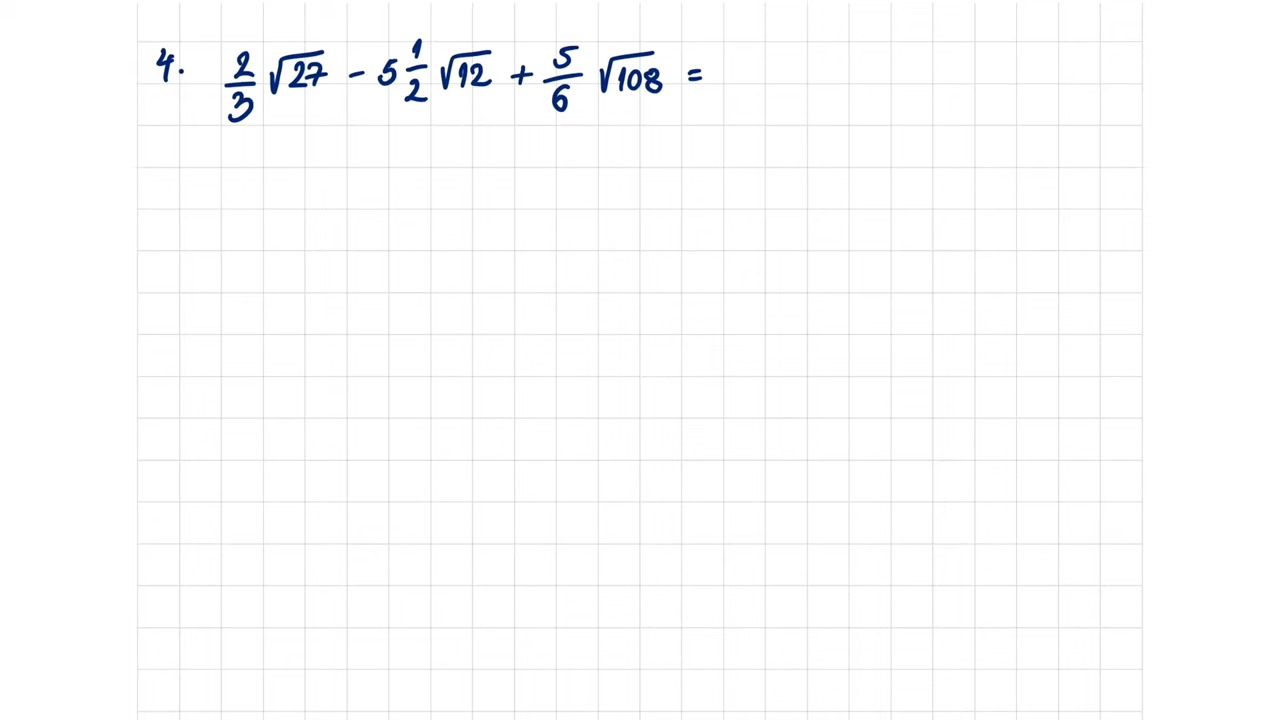 4. 2/3 √27 - 5 1/2 √12 + 5/6 √108 =